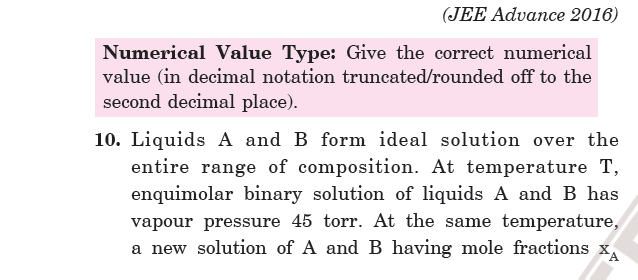 (JEE Advance 2016)
Numerical Value Type: Give the correct numerical
value (in decimal notation truncated/rounded off to the
second decimal place).
10. Liquids A and B form ideal solution over the
entire range of composition. At temperature T,
enquimolar binary solution of liquids A and B has
vapour pressure 45 torr. At the same temperature,
a new solution of A and B having mole fractions x_A